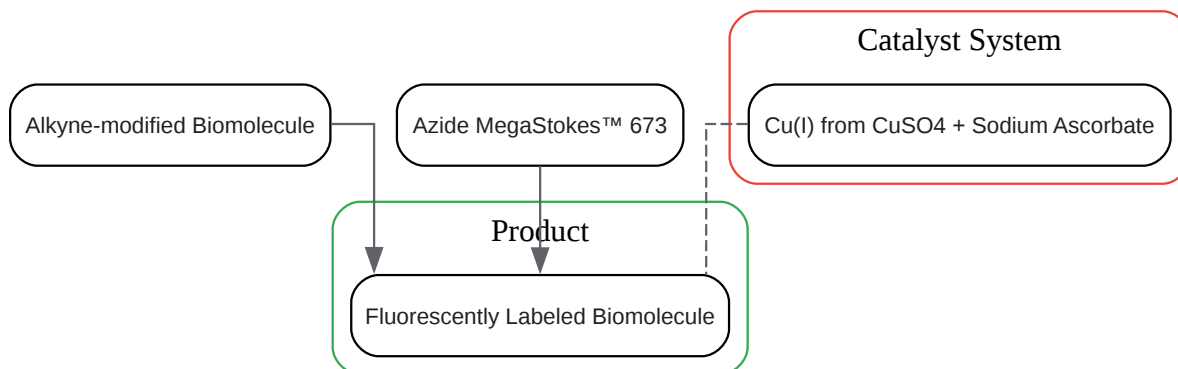 Catalyst System
Alkyne-modified Biomolecule
Azide MegaStokes™ 673
Cu(I) from CuSO4 + Sodium Ascorbate
Product
Fluorescently Labeled Biomolecule